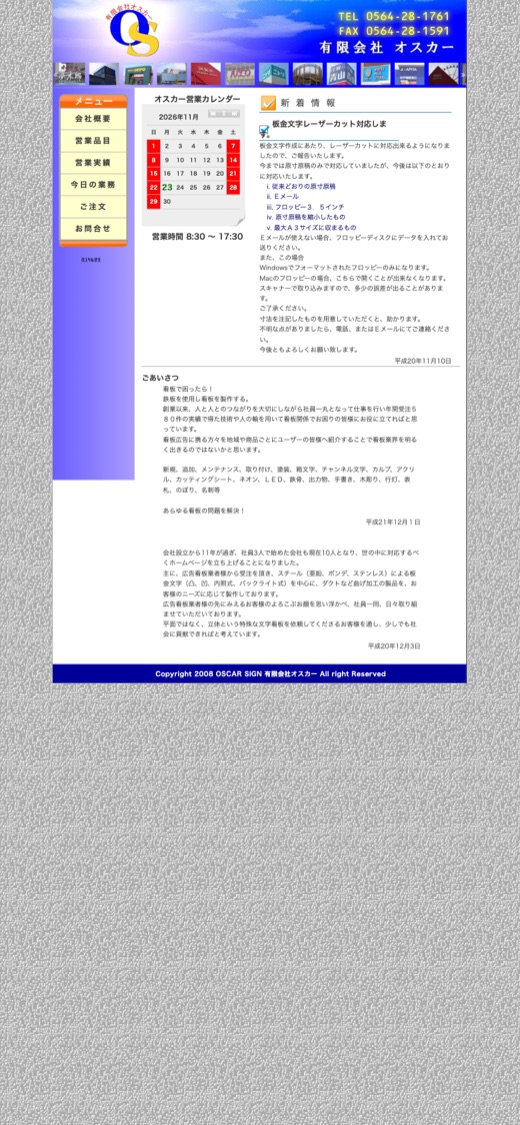 有限会社オスカー
OS
TEL 0564-28-1761
FAX 0564-28-1591
有限会社 オスカー
メニュー
会社概要
営業品目
営業実績
今日の業務
ご注文
お問合せ
オスカー営業カレンダー
2026年11月
日 月 火 水 木 金 土
1 2 3 4 5 6 7
8 9 10 11 12 13 14
15 16 17 18 19 20 21
22 23 24 25 26 27 28
29 30
営業時間 8:30 ～ 17:30
新着情報
板金文字レーザーカット対応しま
板金文字作成にあたり、レーザーカットに対応出来るようになりま
したので、ご報告いたします。
今までは原寸原稿のみで対応していましたが、今後は以下のとおり
に対応いたします。
i. 従来どおりの原寸原稿
ii. Ｅメール
iii. フロッピー３．５インチ
iv. 原寸原稿を縮小したもの
v. 最大Ａ３サイズに収まるもの
Ｅメールが使えない場合、フロッピーディスクにデータを入れてお
送りください。
また、この場合
Windowsでフォーマットされたフロッピーのみになります。
Macのフロッピーの場合、こちらで開くことが出来なくなります。
スキャナーで取り込みますので、多少の誤差が出ることがありま
す。
ご了承ください。
寸法を注記したものを用意していただくと、助かります。
不明な点がありましたら、電話、またはＥメールにてご連絡くださ
い。
今後ともよろしくお願い致します。
平成20年11月10日
ごあいさつ
看板で困ったら！
鉄板を使用し看板を製作する。
創業以来、人と人とのつながりを大切にしながら社員一丸となって仕事を行い年間受注５
８０件の実績で得た技術や人の輪を用いて看板関係でお困りの皆様にお役に立てればと思
っています。
看板広告に携る方々を地域や商品ごとにユーザーの皆様へ紹介することで看板業界を明る
く出きるのではないかと思います。
新規、追加、メンテナンス、取り付け、塗装、箱文字、チャンネル文字、カルプ、アクリ
ル、カッティングシート、ネオン、ＬＥＤ、鉄骨、出力物、手書き、木彫り、行灯、表
札、のぼり、名刺等
あらゆる看板の問題を解決！
平成21年12月１日
会社設立から11年が過ぎ、社員3人で始めた会社も現在10人となり、世の中に対応するべ
くホームページを立ち上げることになりました。
主に、広告看板業者様から受注を頂き、スチール（亜鉛、ボンデ、ステンレス）による板
金文字（凸、凹、内照式、バックライト式）を中心に、ダクトなど曲げ加工の製品を、お
客様のニーズに応じて製作しております。
広告看板業者様の先にみえるお客様のよろこぶお顔を思い浮かべ、社員一同、日々取り組
ませていただいております。
平面ではなく、立体という特殊な文字看板を依頼してくださるお客様を通し、少しでも社
会に貢献できればと考えています。
平成20年12月3日
Copyright 2008 OSCAR SIGN 有限会社オスカー All right Reserved